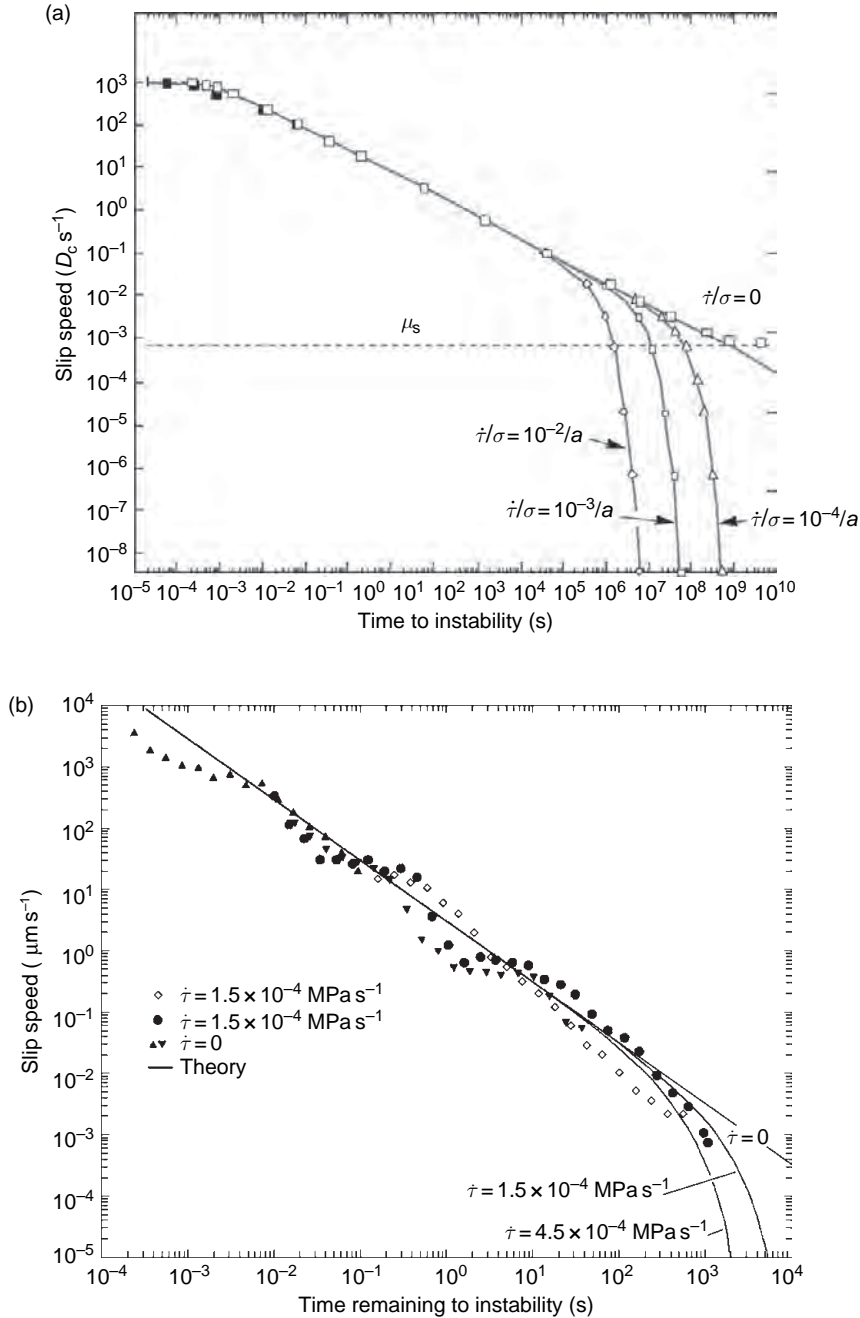 (a)
10³
10²
10¹
10⁰
10⁻¹
10⁻²
10⁻³
10⁻⁴
10⁻⁵
10⁻⁶
10⁻⁷
10⁻⁸
Slip speed (D_c s⁻¹)
μ_s
τ̇/σ = 0
τ̇/σ = 10⁻²/a
τ̇/σ = 10⁻³/a
τ̇/σ = 10⁻⁴/a
10⁻⁵ 10⁻⁴ 10⁻³ 10⁻² 10⁻¹ 10⁰ 10¹ 10² 10³ 10⁴ 10⁵ 10⁶ 10⁷ 10⁸ 10⁹ 10¹⁰
Time to instability (s)
(b)
10⁴
10³
10²
10¹
10⁰
10⁻¹
10⁻²
10⁻³
10⁻⁴
10⁻⁵
Slip speed ( μm s⁻¹)
τ̇ = 1.5 × 10⁻⁴ MPa s⁻¹
τ̇ = 1.5 × 10⁻⁴ MPa s⁻¹
τ̇ = 0
Theory
τ̇ = 0
τ̇ = 1.5 × 10⁻⁴ MPa s⁻¹
τ̇ = 4.5 × 10⁻⁴ MPa s⁻¹
10⁻⁴ 10⁻³ 10⁻² 10⁻¹ 10⁰ 10¹ 10² 10³ 10⁴
Time remaining to instability (s)